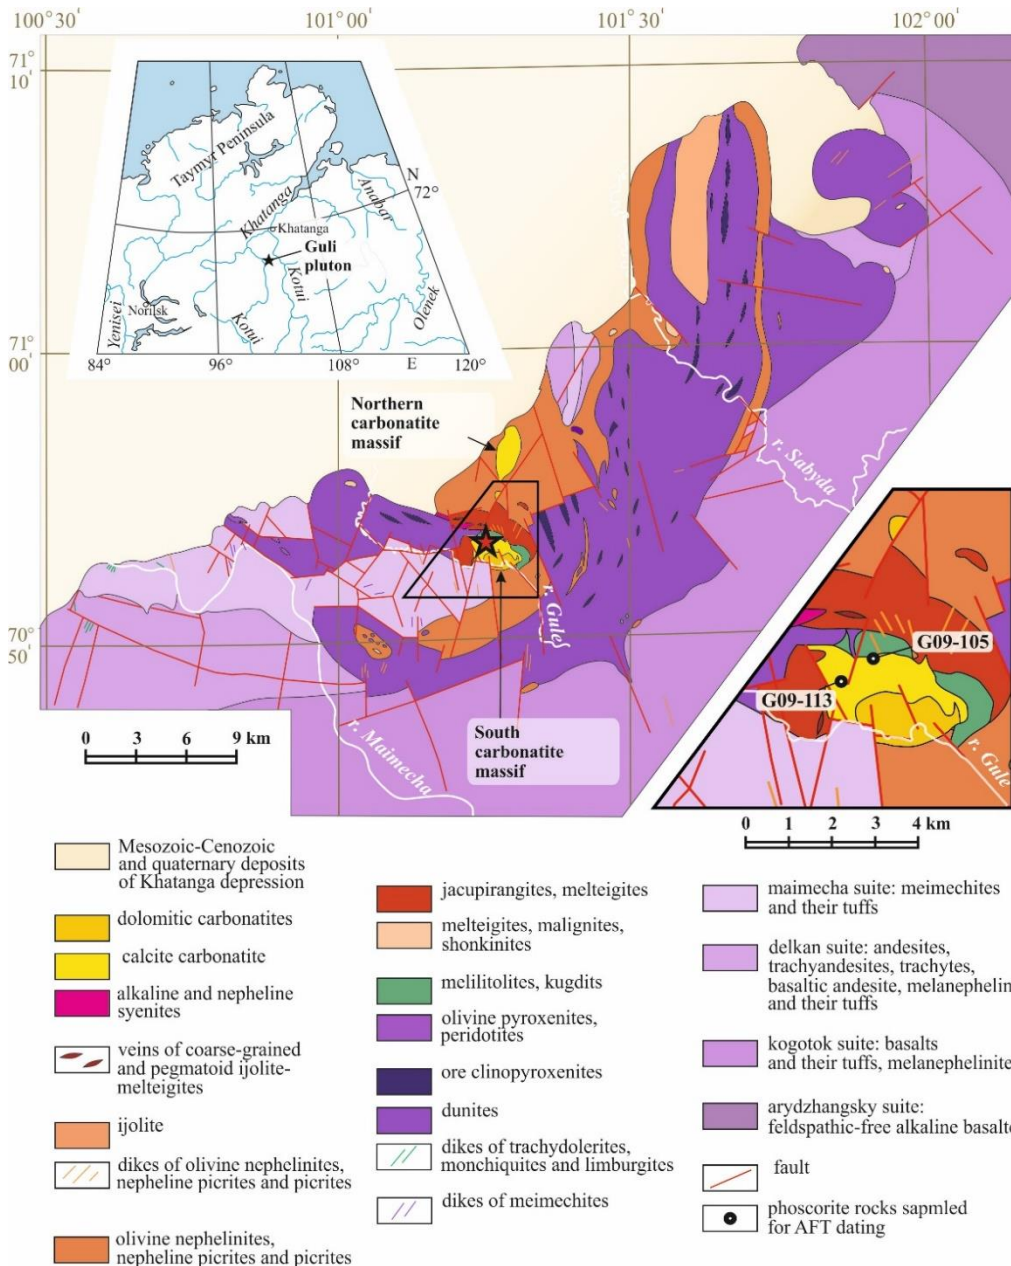 100°30′
101°00′
101°30′
102°00′
71°
10′
71°
00′
70°
50′
Taymyr Peninsula
Khatanga
Anabar
N
72°
Khatanga
Guli
pluton
Kotui
Norilsk
Yenisei
Kotui
Olenek
84°
96°
108°
E
120°
Northern
carbonatite
massif
r. Sabyda
r. Gule
G09-105
G09-113
r. Gule
South
carbonatite
massif
r. Maimecha
0 3 6 9 km
0 1 2 3 4 km
Mesozoic-Cenozoic
and quaternary deposits
of Khatanga depression
dolomitic carbonatites
calcite carbonatite
alkaline and nepheline
syenites
veins of coarse-grained
and pegmatoid ijolite-
melteigites
ijolite
dikes of olivine nephelinites,
nepheline picrites and picrites
olivine nephelinites,
nepheline picrites and picrites
jacupirangites, melteigites
melteigites, malignites,
shonkinites
melilitolites, kugdits
olivine pyroxenites,
peridotites
ore clinopyroxenites
dunites
dikes of trachydolerites,
monchiquites and limburgites
dikes of meimechites
maimecha suite: meimechites
and their tuffs
delkan suite: andesites,
trachyandesites, trachytes,
basaltic andesite, melanephelin
and their tuffs
kogotok suite: basalts
and their tuffs, melanephelinite
arydzhangsky suite:
feldspathic-free alkaline basalt
fault
phoscorite rocks sapmled
for AFT dating